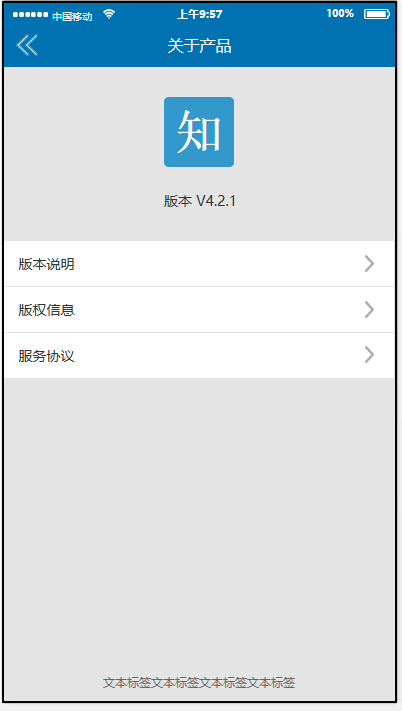 中国移动 上午9:57 100%
关于产品
知
版本 V4.2.1
版本说明
版权信息
服务协议
文本标签文本标签文本标签文本标签